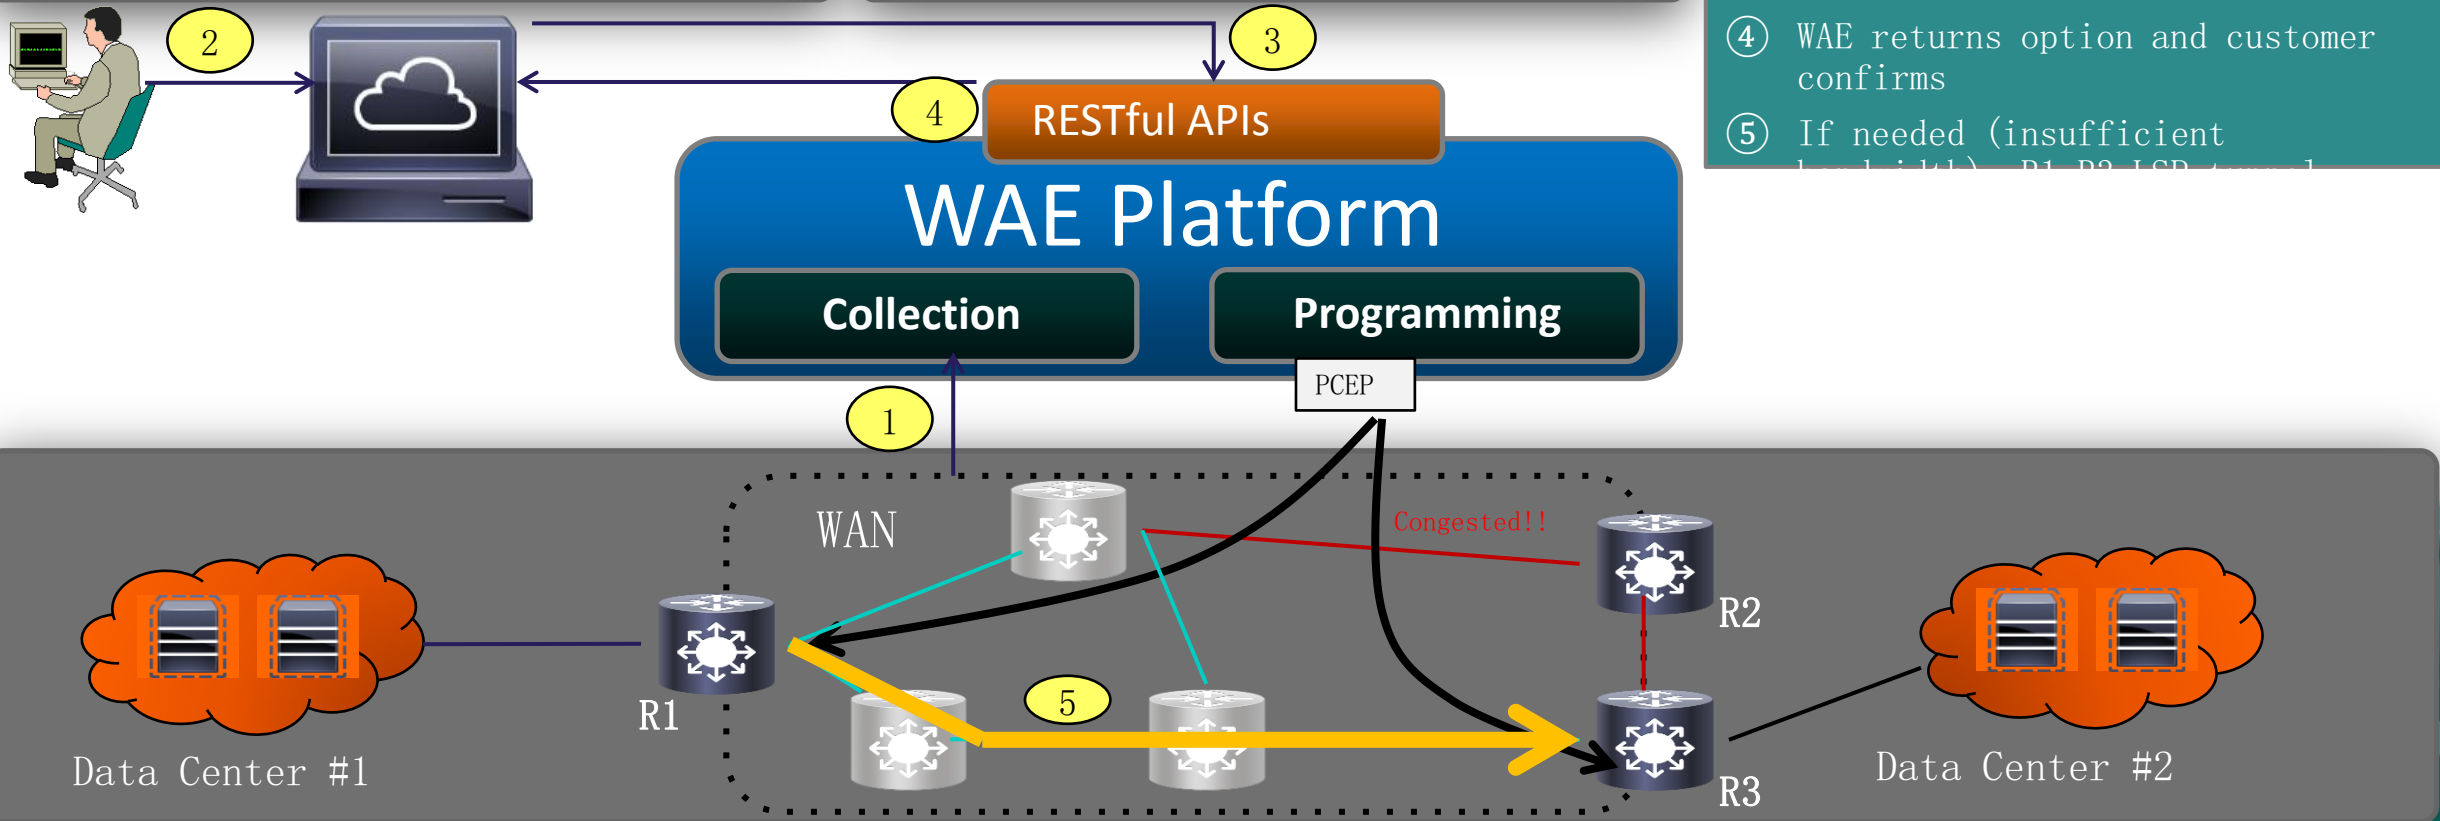 2
3
④ WAE returns option and customer
confirms
4
RESTful APIs
⑤ If needed (insufficient
WAE Platform
Collection
Programming
PCEP
1
WAN
Congested!!
R2
R1
5
Data Center #1
Data Center #2
R3